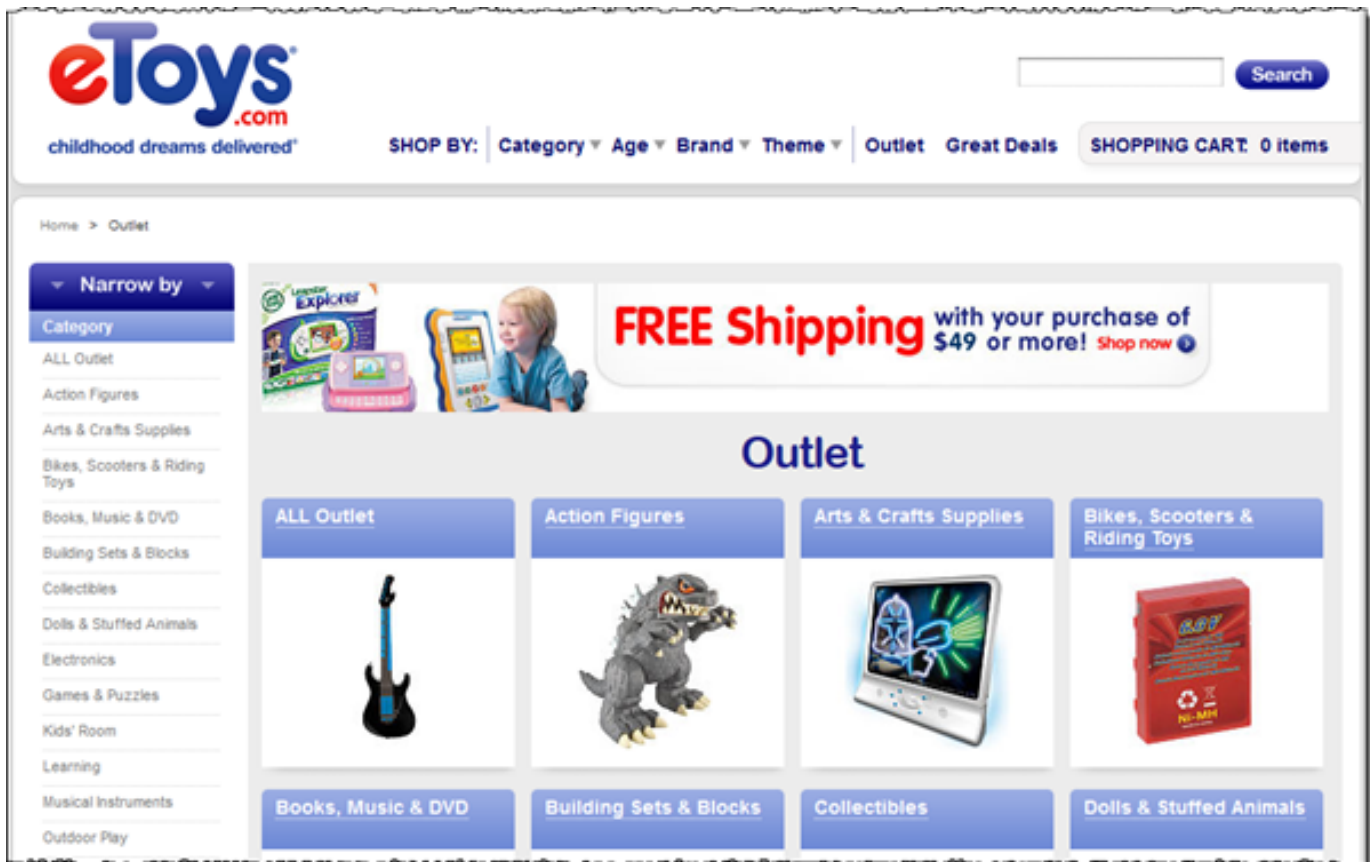 eToys
.com
childhood dreams delivered
Search
SHOP BY: Category Age Brand Theme Outlet Great Deals SHOPPING CART: 0 items
Home > Outlet
Narrow by
Category
ALL Outlet
Action Figures
Arts & Crafts Supplies
Bikes, Scooters & Riding
Toys
Books, Music & DVD
Building Sets & Blocks
Collectibles
Dolls & Stuffed Animals
Electronics
Games & Puzzles
Kids' Room
Learning
Musical Instruments
Outdoor Play
Leapster
Explorer
FREE Shipping with your purchase of
$49 or more! Shop now
Outlet
ALL Outlet
Action Figures
Arts & Crafts Supplies
Bikes, Scooters &
Riding Toys
6.0V
Ni-MH
Books, Music & DVD
Building Sets & Blocks
Collectibles
Dolls & Stuffed Animals